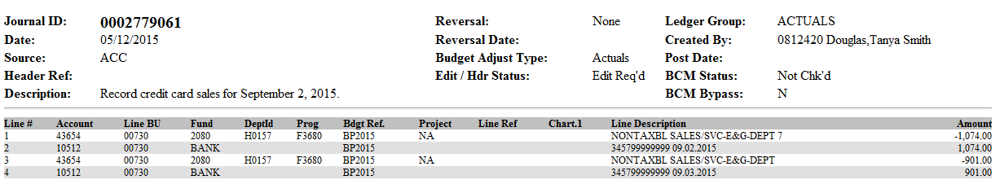 Journal ID: 0002779061 Reversal: None Ledger Group: ACTUALS
Date: 05/12/2015 Reversal Date: Created By: 0812420 Douglas,Tanya Smith
Source: ACC Budget Adjust Type: Actuals Post Date:
Header Ref: Edit / Hdr Status: Edit Req'd BCM Status: Not Chk'd
Description: Record credit card sales for September 2, 2015. BCM Bypass: N
Line # Account Line BU Fund DeptId Prog Bdgt Ref. Project Line Ref Chart.1 Line Description Amount
1 43654 00730 2080 H0157 F3680 BP2015 NA NONTAXBL SALES/SVC-E&G-DEPT 7 -1,074.00
2 10512 00730 BANK BP2015 345799999999 09.02.2015 1,074.00
3 43654 00730 2080 H0157 F3680 BP2015 NA NONTAXBL SALES/SVC-E&G-DEPT -901.00
4 10512 00730 BANK BP2015 345799999999 09.03.2015 901.00